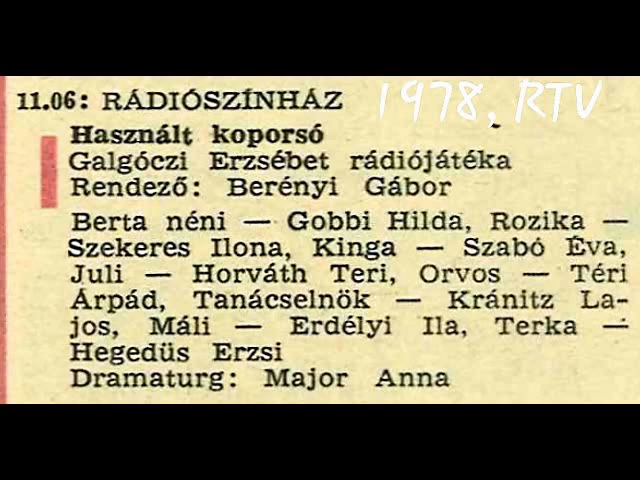 11.06: RÁDIÓSZÍNHÁZ 1978, RTV
Használt koporsó
Galgóczi Erzsébet rádiójátéka
Rendező: Berényi Gábor
Berta néni — Gobbi Hilda, Rozika —
Szekeres Ilona, Kinga — Szabó Éva,
Juli — Horváth Teri, Orvos — Téri
Árpád, Tanácselnök — Kránitz La-
jos, Máli — Erdélyi Ila, Terka —
Hegedüs Erzsi
Dramaturg: Major Anna